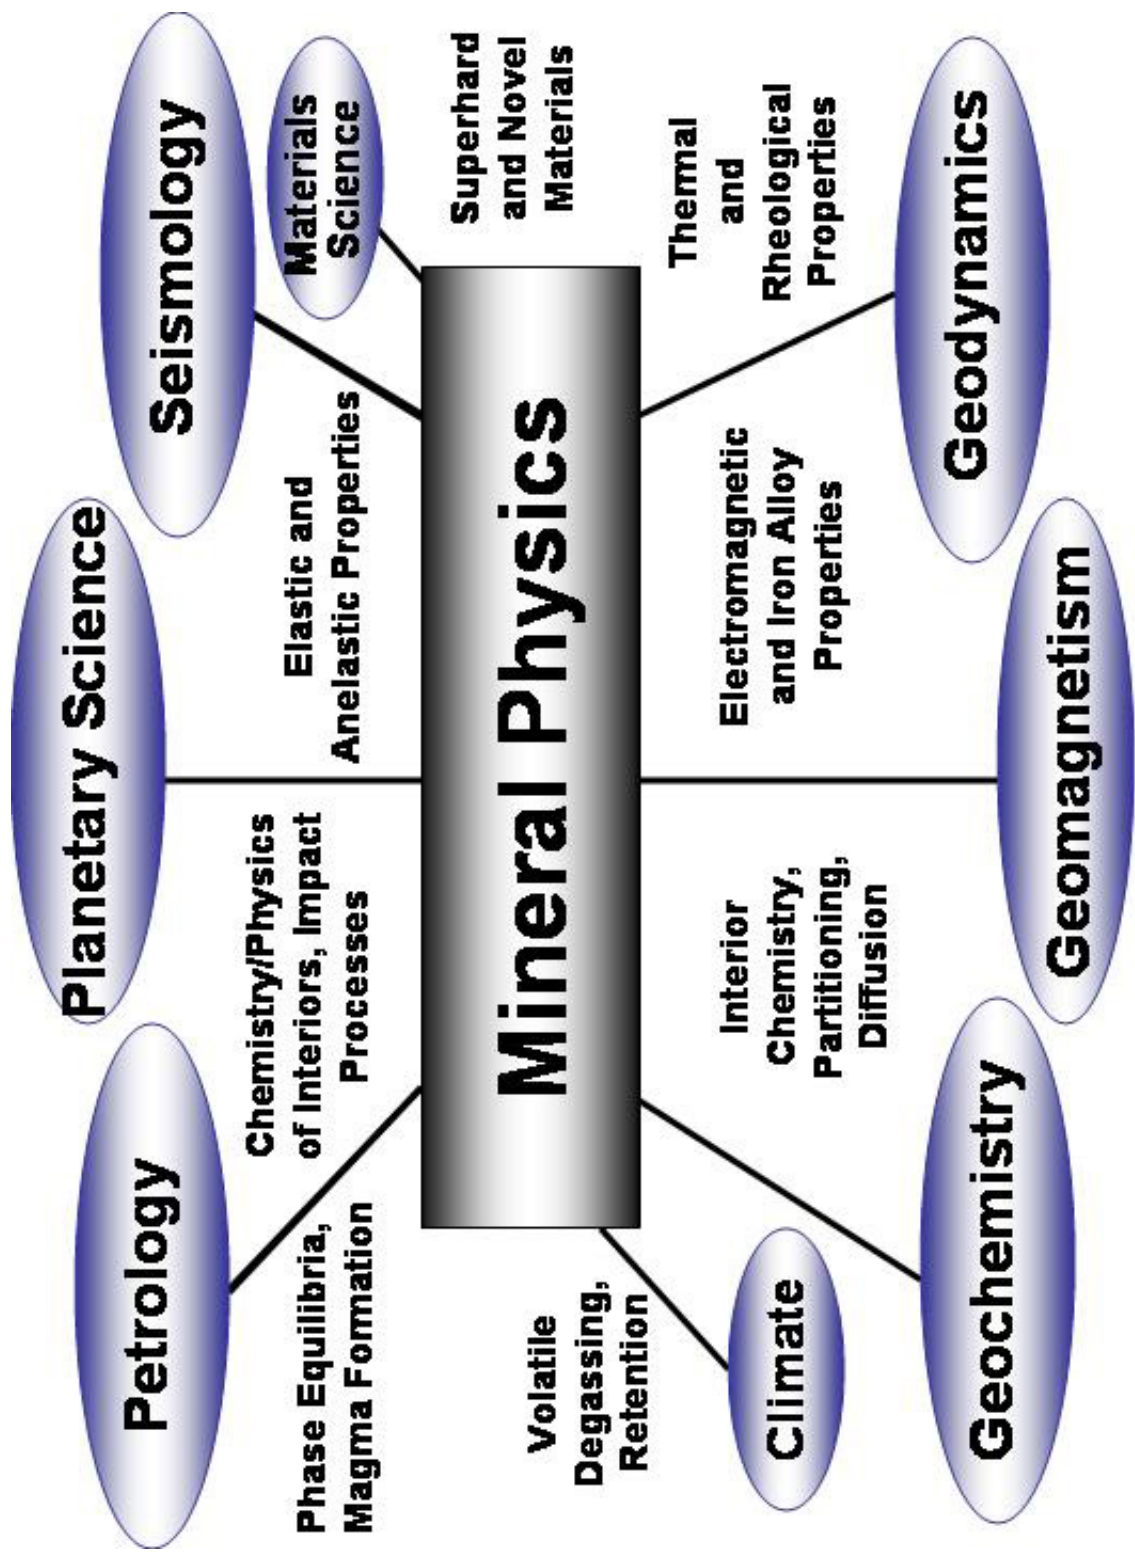 Planetary Science
Petrology
Seismology
Materials
Science
Phase Equilibria,
Magma Formation
Chemistry/Physics
of Interiors, Impact
Processes
Elastic and
Anelastic Properties
Superhard
and Novel
Materials
Mineral Physics
Volatile
Degassing,
Retention
Interior
Chemistry,
Partitioning,
Diffusion
Electromagnetic
and Iron Alloy
Properties
Thermal
and
Rheological
Properties
Climate
Geochemistry
Geomagnetism
Geodynamics